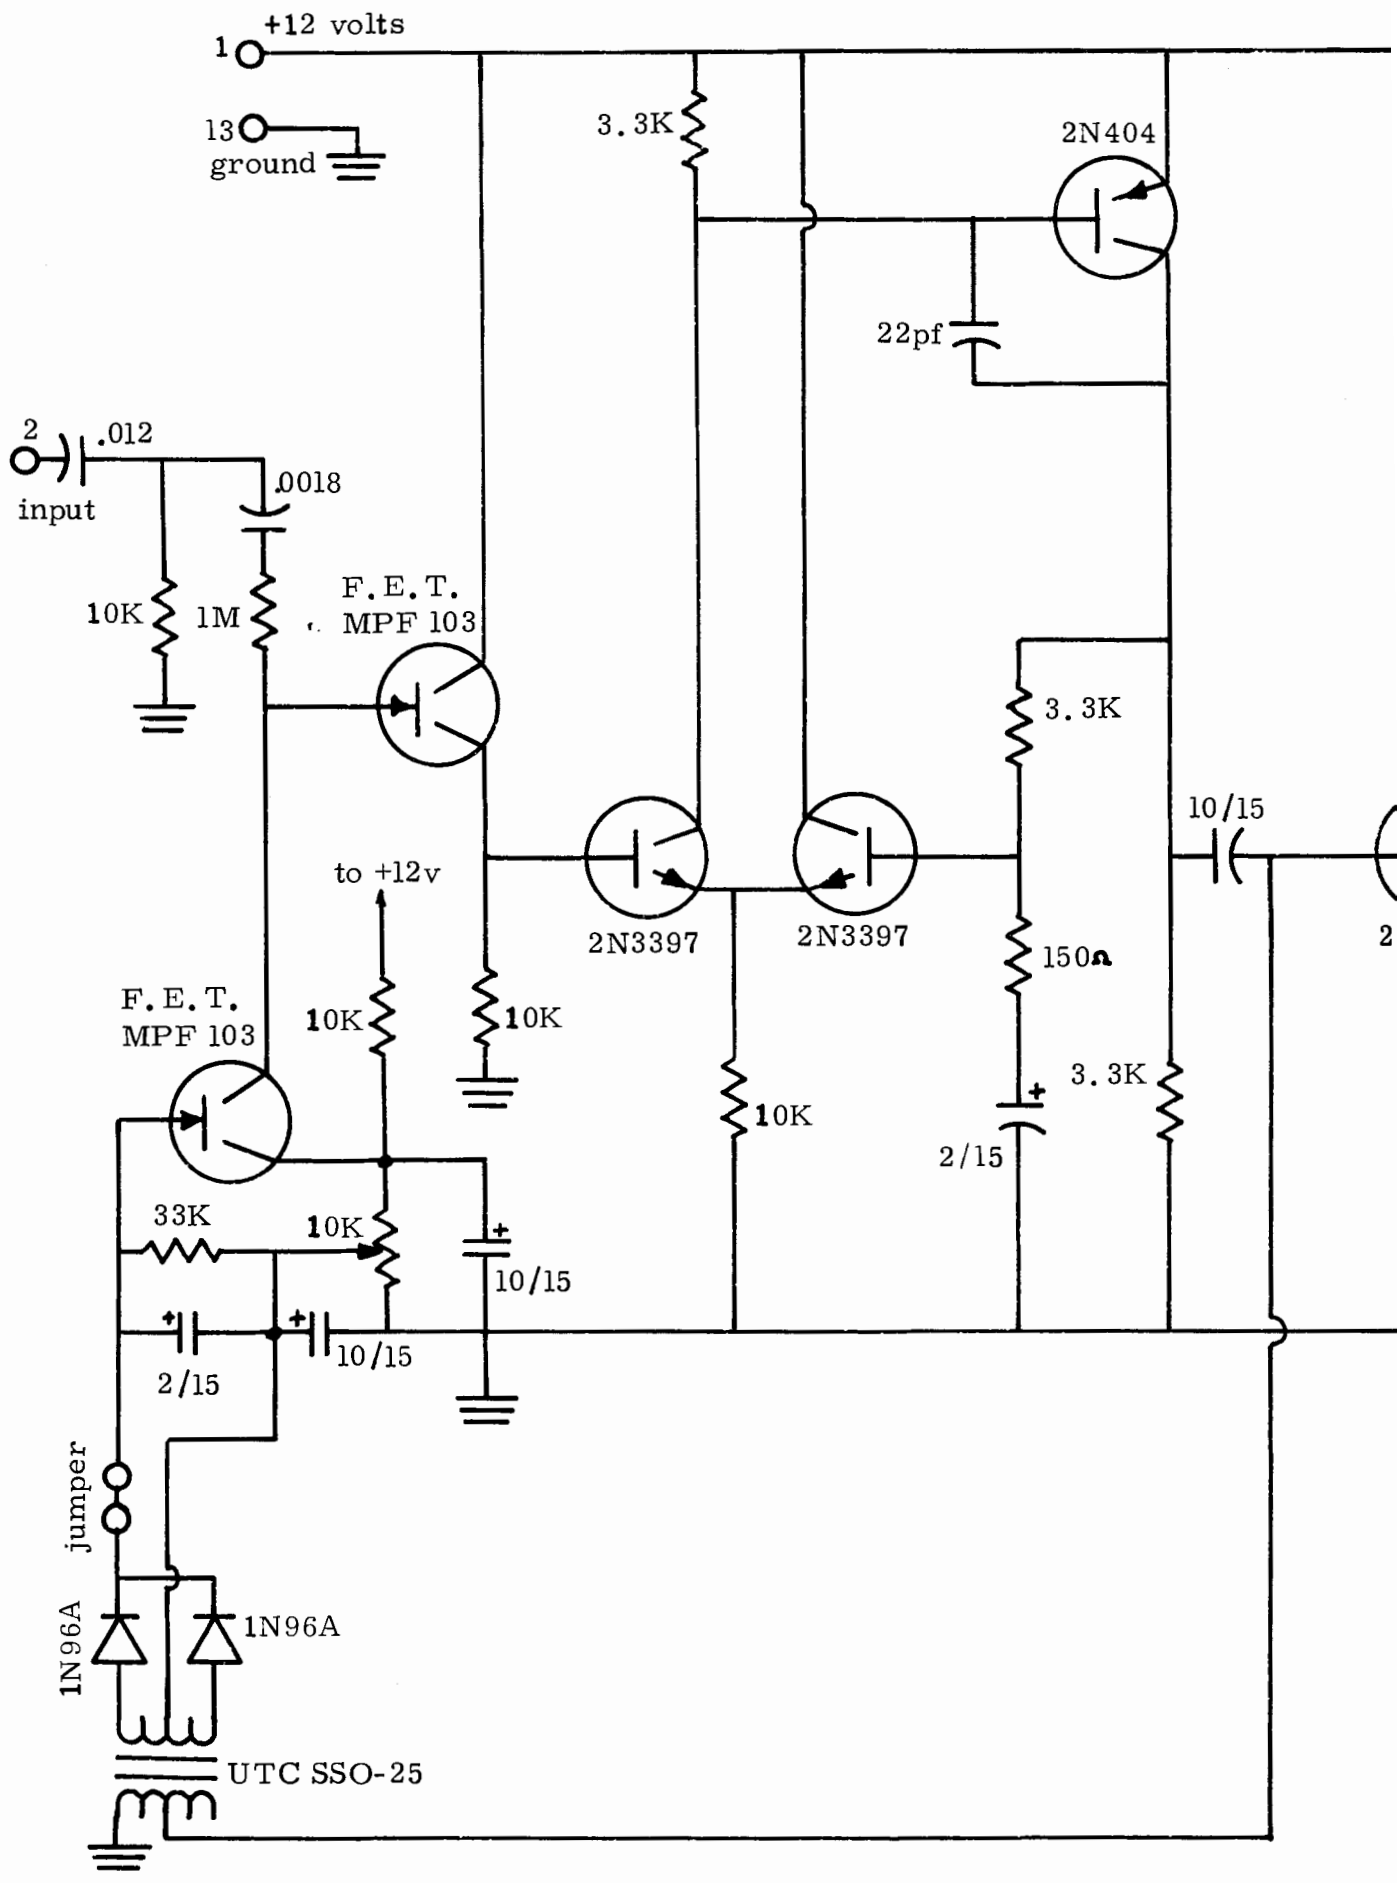 +12 volts
1
13
ground
3.3K
2N404
22pf
2
.012
input
.0018
10K
1M
F.E.T.
MPF 103
3.3K
10/15
to +12v
2N3397
2N3397
2
150Ω
F.E.T.
MPF 103
10K
10K
3.3K
10K
+
2/15
33K
10K
+
10/15
+
2/15
+
10/15
jumper
1N96A
1N96A
UTC SSO-25